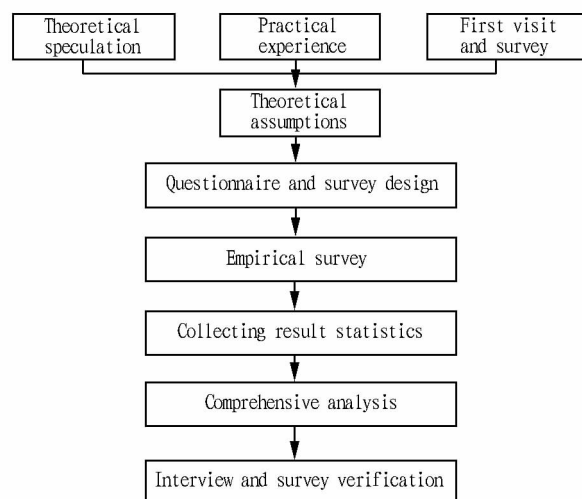 Theoretical
speculation
Practical
experience
First visit
and survey
Theoretical
assumptions
Questionnaire and survey design
Empirical survey
Collecting result statistics
Comprehensive analysis
Interview and survey verification